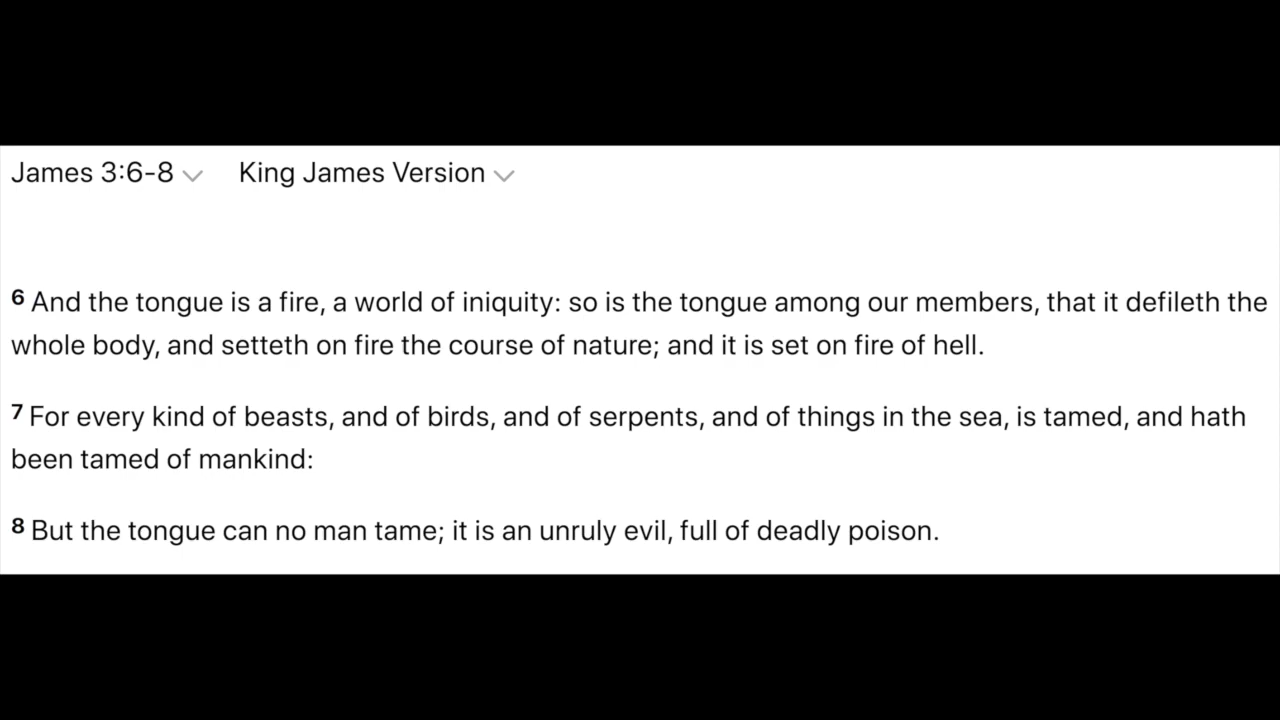 James 3:6-8 King James Version
6 And the tongue is a fire, a world of iniquity: so is the tongue among our members, that it defileth the
whole body, and setteth on fire the course of nature; and it is set on fire of hell.
7 For every kind of beasts, and of birds, and of serpents, and of things in the sea, is tamed, and hath
been tamed of mankind:
8 But the tongue can no man tame; it is an unruly evil, full of deadly poison.